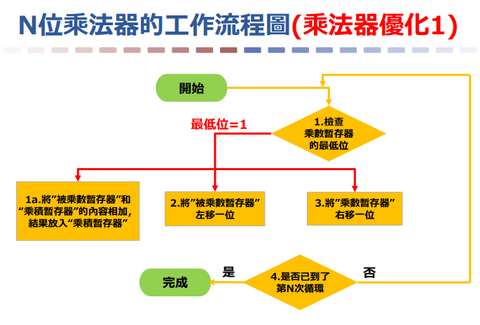 N位乘法器的工作流程圖(乘法器優化1)
開始
1.檢查
乘數暫存器
的最低位
最低位=1
1a.將”被乘數暫存器”和
“乘積暫存器”的內容相加,
結果放入“乘積暫存器”
2.將”被乘數暫存器”
左移一位
3.將”乘數暫存器”
右移一位
4.是否已到了
第N次循環
是
否
完成